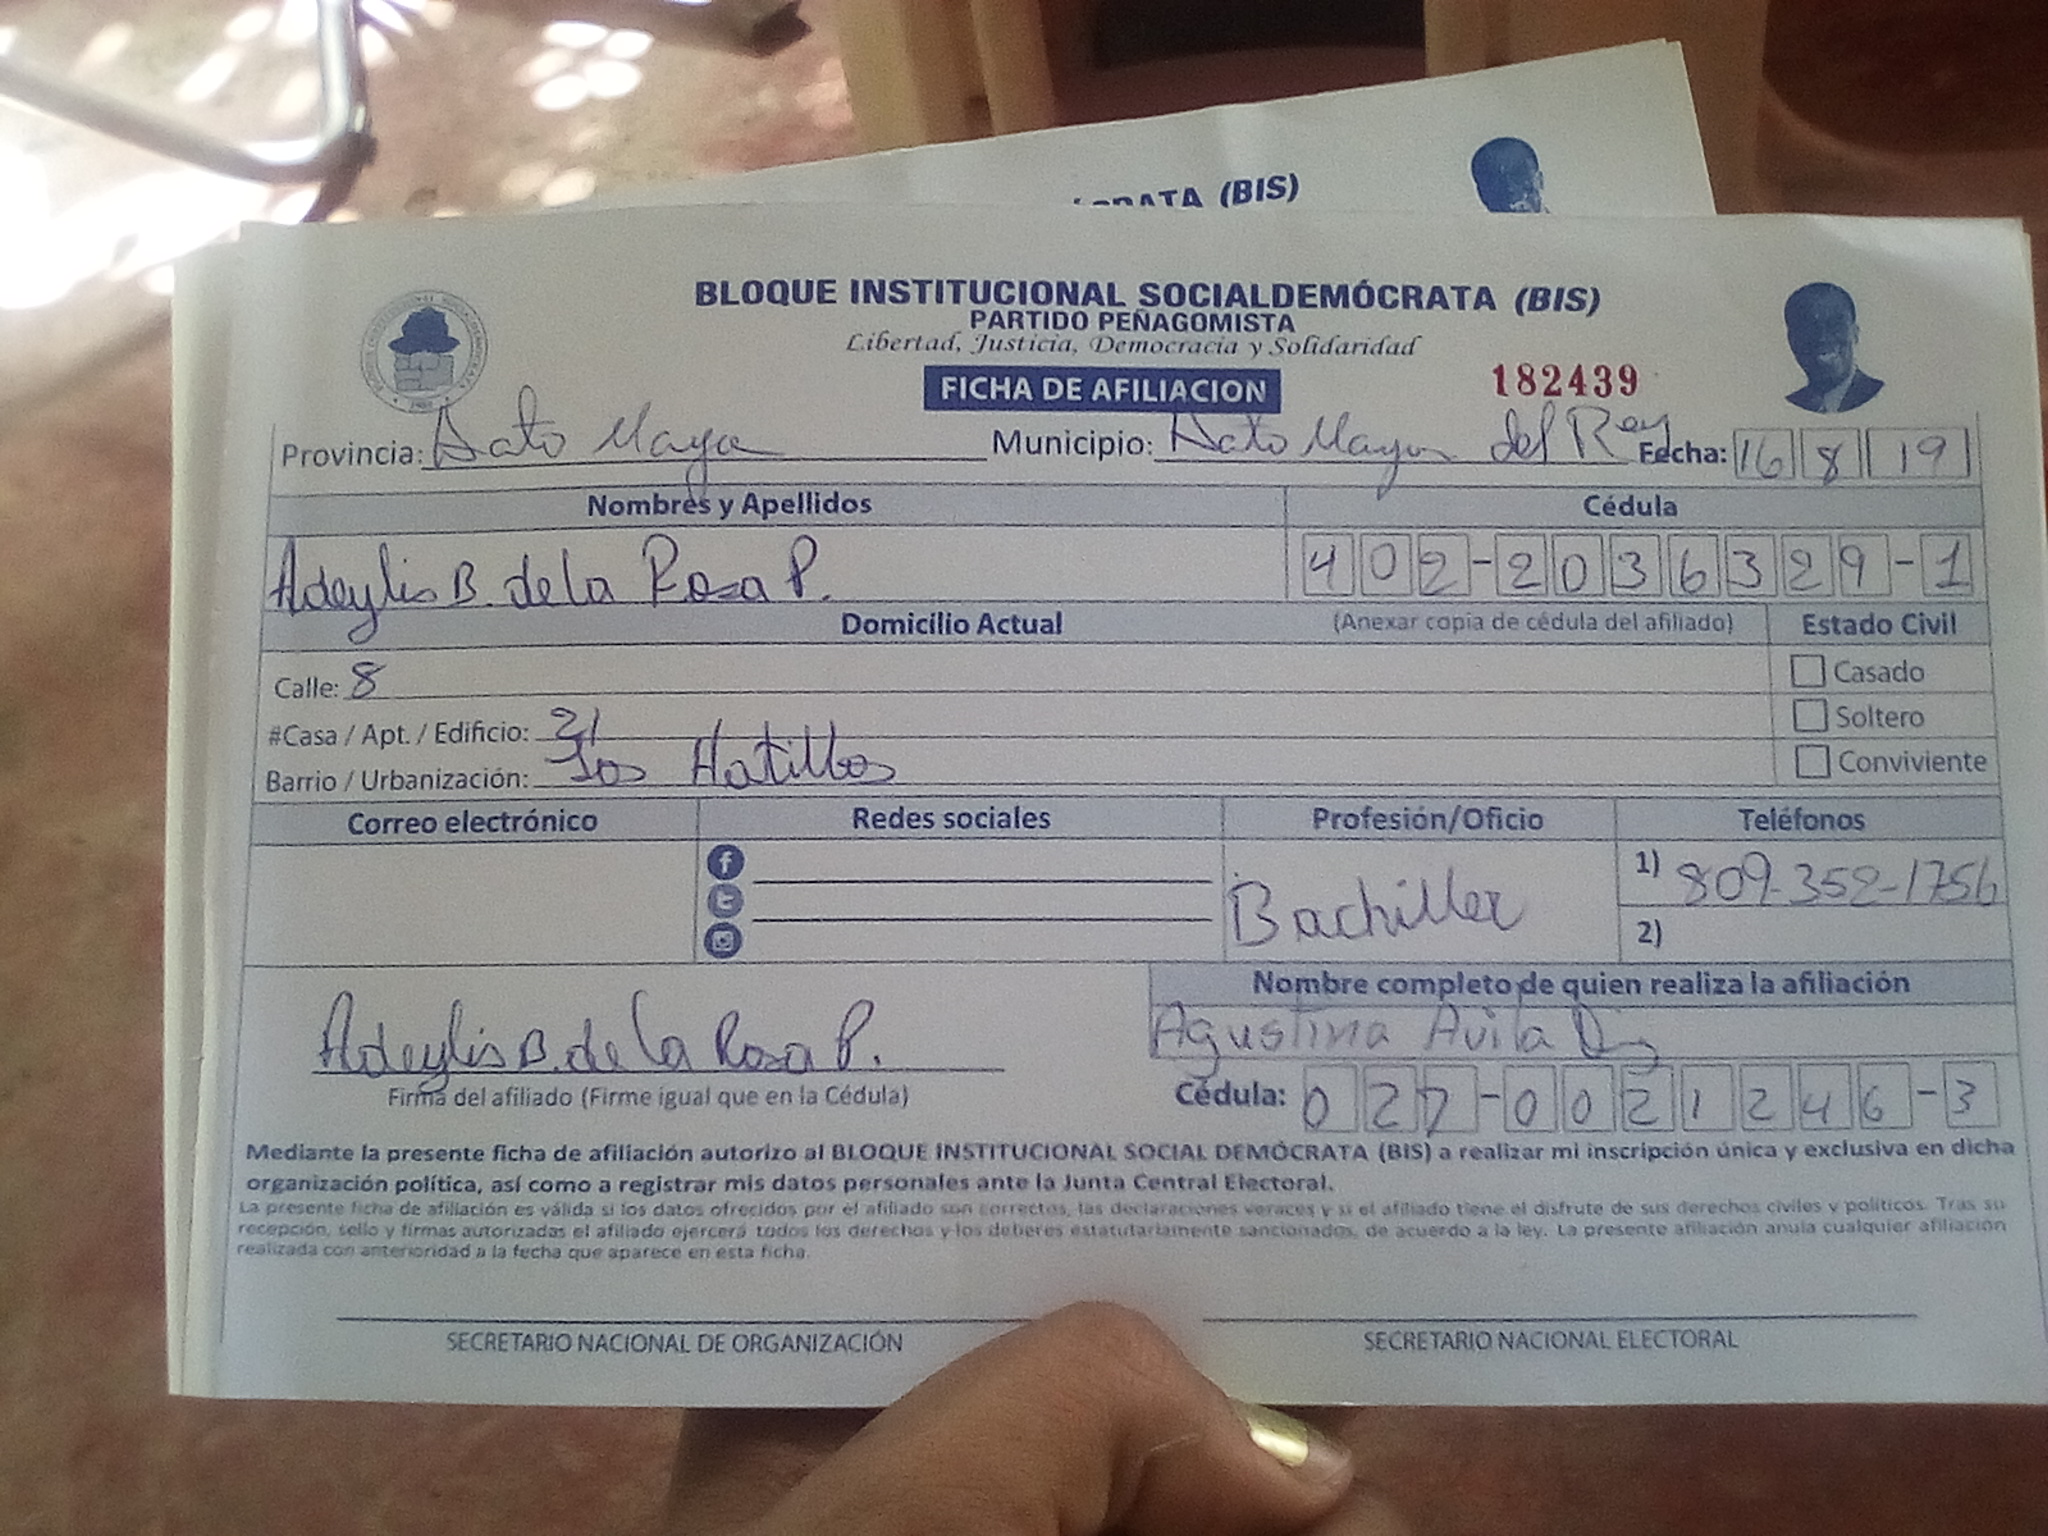 CRATA (BIS)
BLOQUE INSTITUCIONAL SOCIALDEMÓCRATA (BIS)
PARTIDO PEÑAGOMISTA
Libertad, Justicia, Democracia y Solidaridad
FICHA DE AFILIACION 182439
Provincia: Hato Mayor Municipio: Hato Mayor del Rey Fecha: 16 8 19
Nombres y Apellidos Cédula
Adeylis B. de la Rosa P. 402-2036329-1
Domicilio Actual (Anexar copia de cédula del afiliado) Estado Civil
Calle: 8 Casado
#Casa / Apt. / Edificio: 21 Soltero
Barrio / Urbanización: Los Hatillos Conviviente
Correo electrónico Redes sociales Profesión/Oficio Teléfonos
Bachiller 1) 809-352-1756
2)
Nombre completo de quien realiza la afiliación
Adeylis B. de la Rosa P. Agustina Avila
Firma del afiliado (Firme igual que en la Cédula) Cédula: 027-0021246-3
Mediante la presente ficha de afiliación autorizo al BLOQUE INSTITUCIONAL SOCIAL DEMÓCRATA (BIS) a realizar mi inscripción única y exclusiva en dicha
organización política, así como a registrar mis datos personales ante la Junta Central Electoral.
La presente ficha de afiliación es válida si los datos ofrecidos por el afiliado son correctos, las declaraciones veraces y si el afiliado tiene el disfrute de sus derechos civiles y políticos. Tras su
recepción, sello y firmas autorizadas el afiliado ejercerá todos los derechos y los deberes estatutariamente sancionados, de acuerdo a la ley. La presente afiliación anula cualquier afiliación
realizada con anterioridad a la fecha que aparece en esta ficha.
SECRETARIO NACIONAL DE ORGANIZACIÓN SECRETARIO NACIONAL ELECTORAL